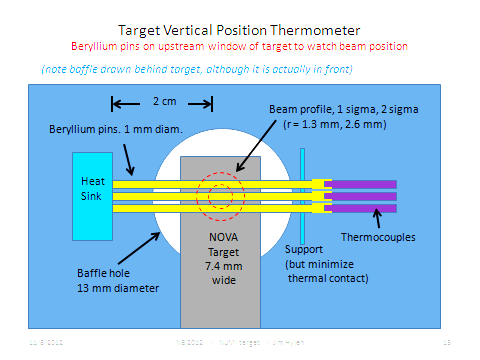 Target Vertical Position Thermometer
Beryllium pins on upstream window of target to watch beam position
(note baffle drawn behind target, although it is actually in front)
2 cm
Beam profile, 1 sigma, 2 sigma
(r = 1.3 mm, 2.6 mm)
Beryllium pins. 1 mm diam.
Heat
Sink
NOVA
Target
7.4 mm
wide
Thermocouples
Support
(but minimize
thermal contact)
Baffle hole
13 mm diameter